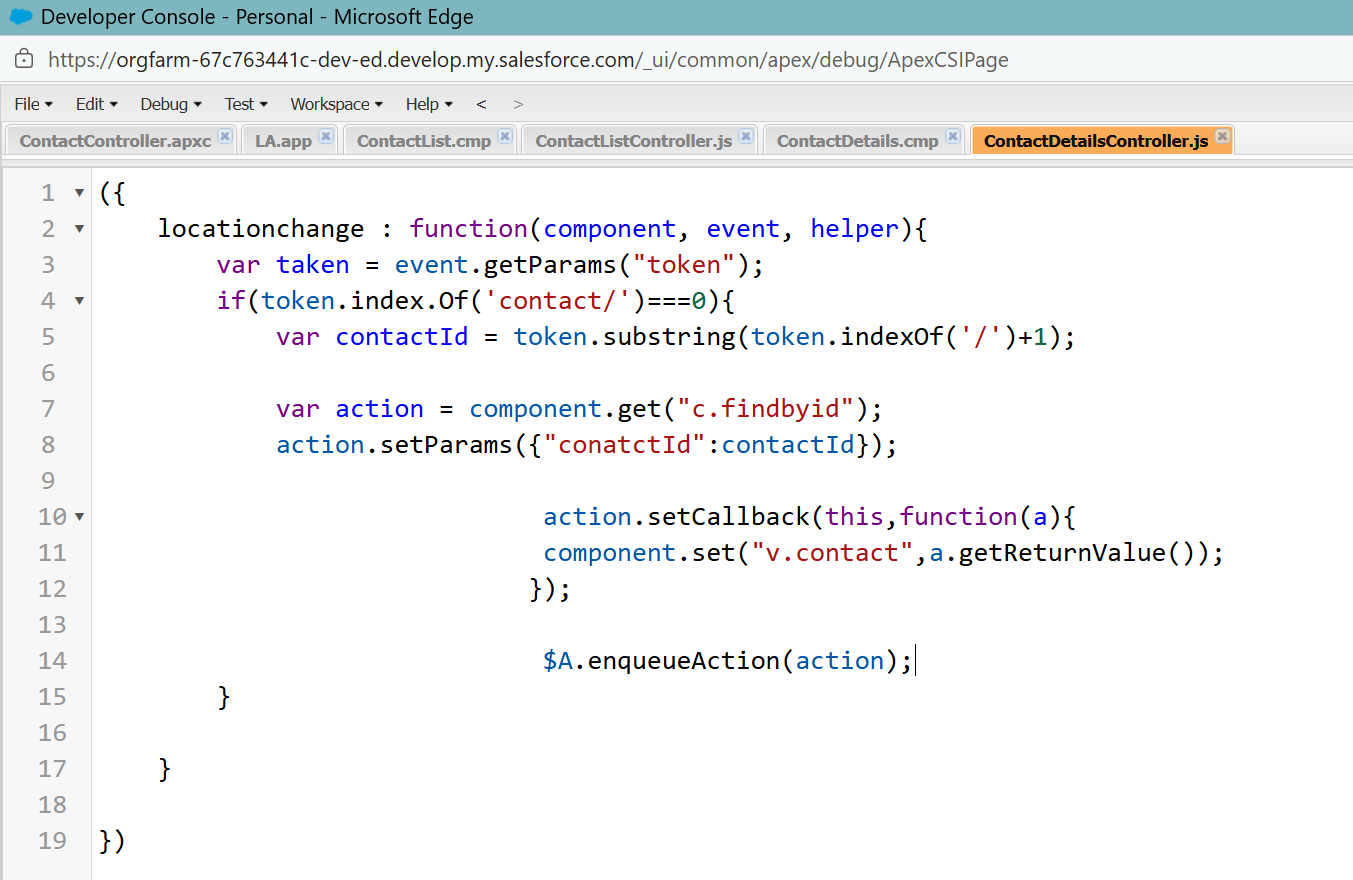 Developer Console - Personal - Microsoft Edge
https://orgfarm-67c763441c-dev-ed.develop.my.salesforce.com/_ui/common/apex/debug/ApexCSIPage
File Edit Debug Test Workspace Help < >
ContactController.apxc LA.app ContactList.cmp ContactListController.js ContactDetails.cmp ContactDetailsController.js
1 ({
2 locationchange : function(component, event, helper){
3 var taken = event.getParams("token");
4 if(token.index.Of('contact/')===0){
5 var contactId = token.substring(token.indexOf('/')+1);
6
7 var action = component.get("c.findbyid");
8 action.setParams({"conatctId":contactId});
9
10 action.setCallback(this,function(a){
11 component.set("v.contact",a.getReturnValue());
12 });
13
14 $A.enqueueAction(action);
15 }
16
17 }
18
19 })